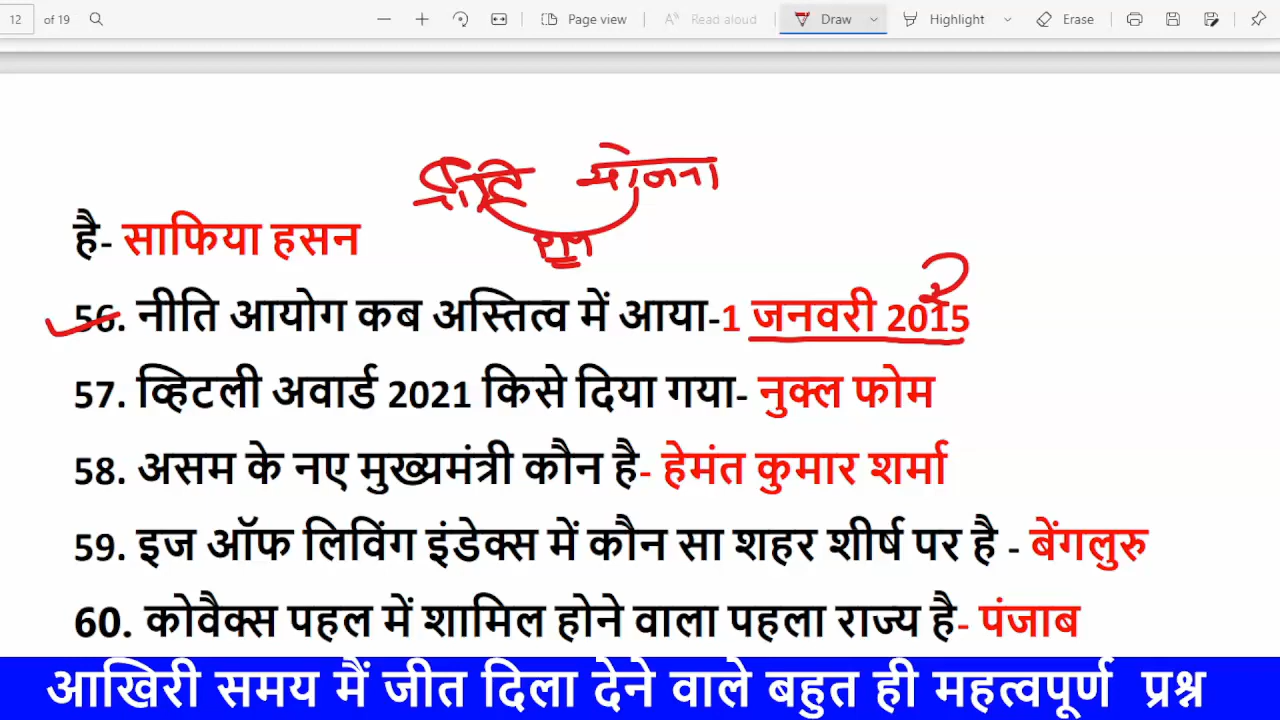 12 of 19 Page view Read aloud Draw Highlight Erase
नीति योजना
है- साफिया हसन
56. नीति आयोग कब अस्तित्व में आया-1 जनवरी 2015
57. व्हिटली अवार्ड 2021 किसे दिया गया- नुक्ल फोम
58. असम के नए मुख्यमंत्री कौन है- हेमंत कुमार शर्मा
59. इज ऑफ लिविंग इंडेक्स में कौन सा शहर शीर्ष पर है - बेंगलुरु
60. कोवैक्स पहल में शामिल होने वाला पहला राज्य है- पंजाब
आखिरी समय मैं जीत दिला देने वाले बहुत ही महत्वपूर्ण प्रश्न